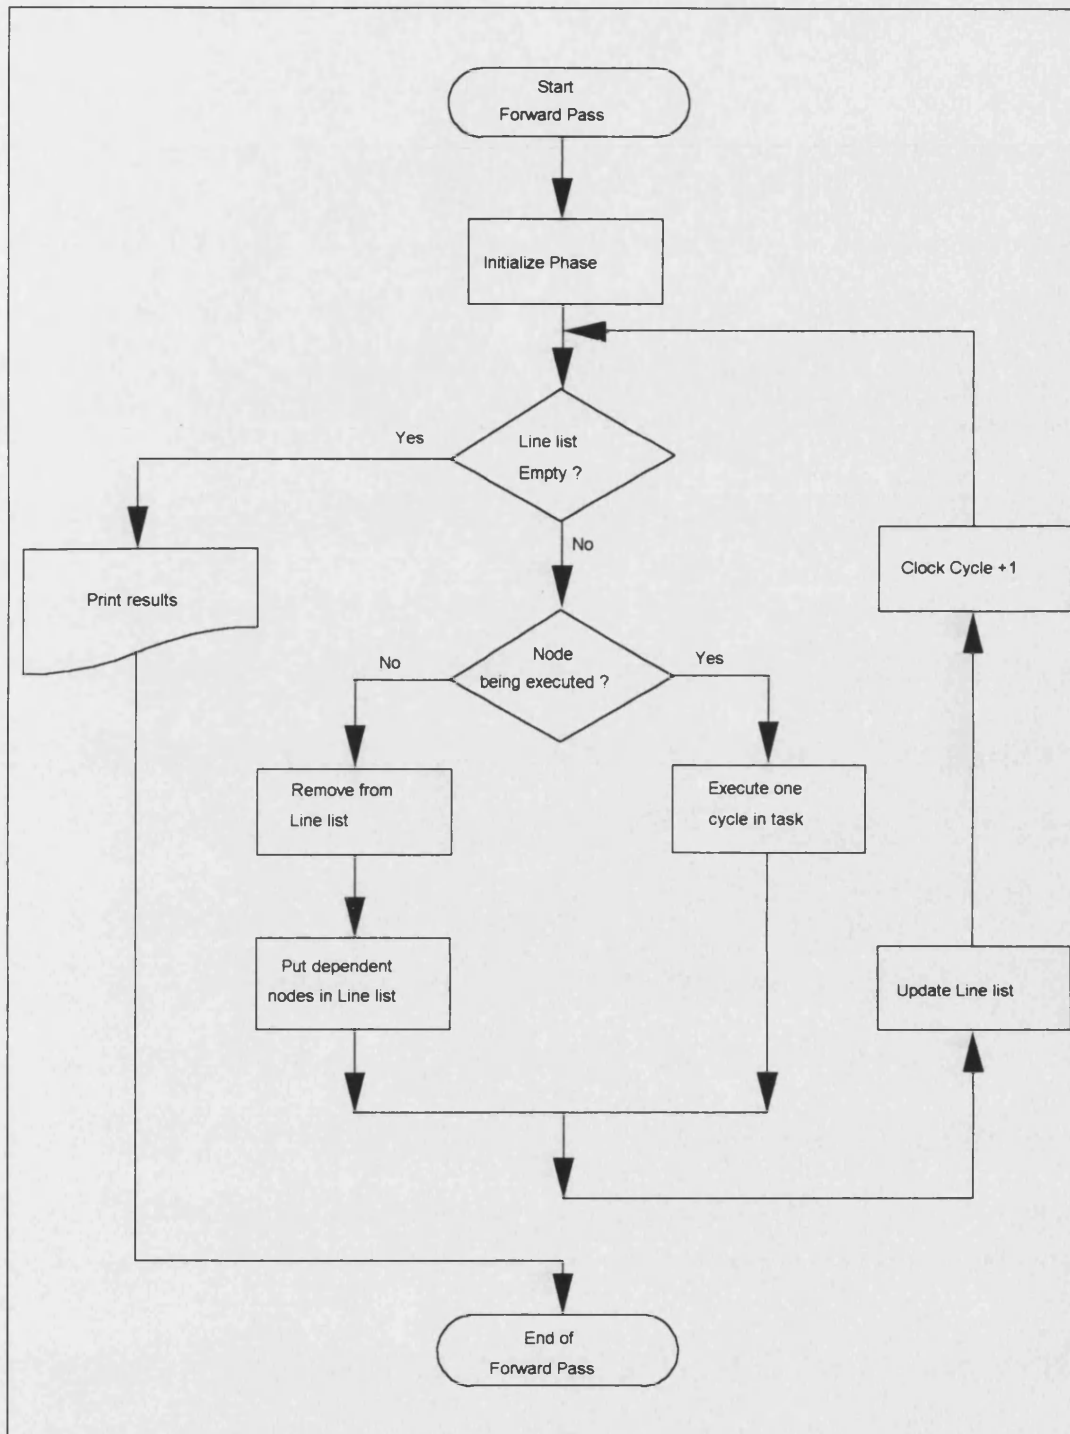 Start
Forward Pass
Initialize Phase
Line list
Empty ?
Yes
No
Print results
Clock Cycle +1
Node
being executed ?
No
Yes
Remove from
Line list
Execute one
cycle in task
Put dependent
nodes in Line list
Update Line list
End of
Forward Pass